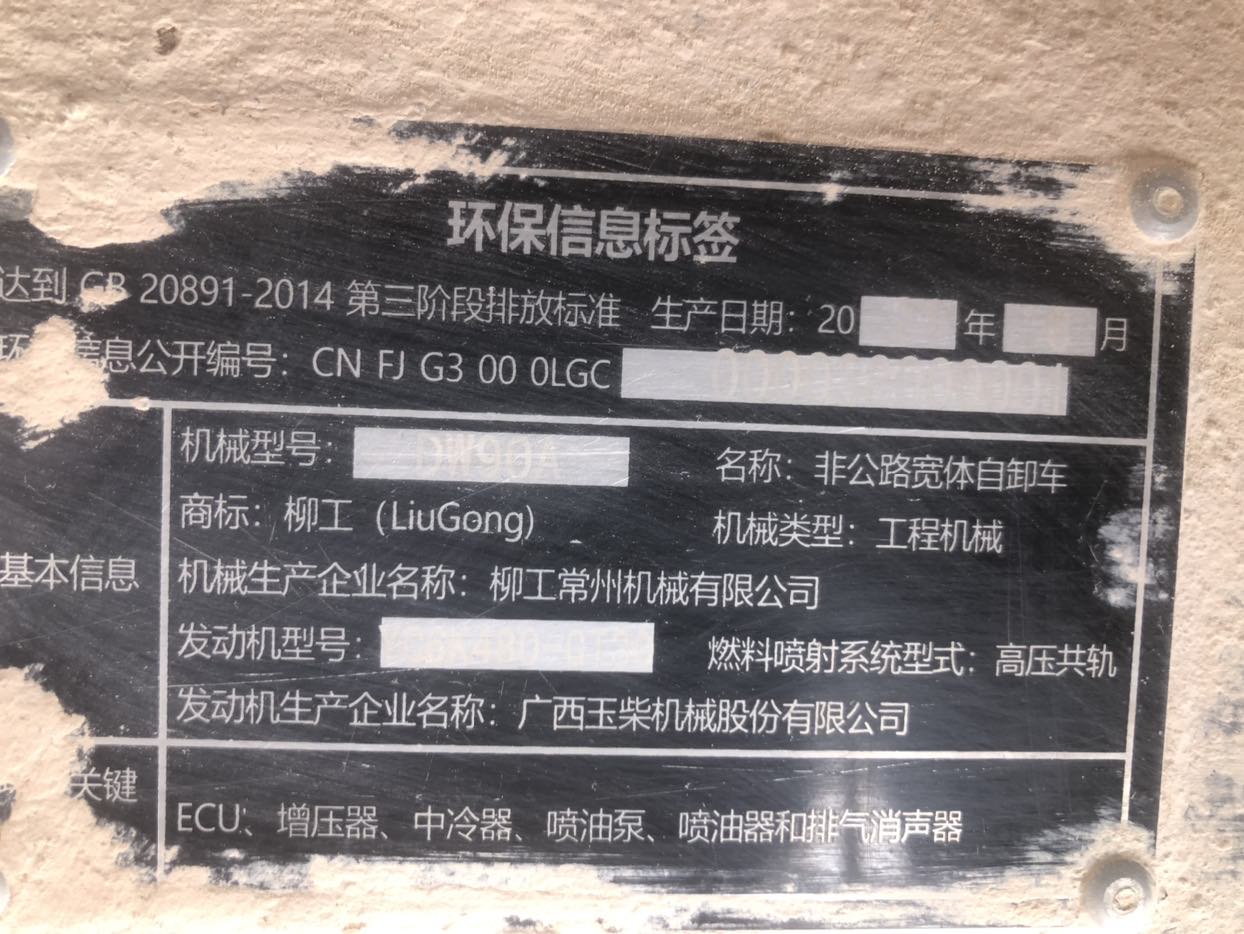 环保信息标签
达到 GB 20891-2014 第三阶段排放标准 生产日期：20 年 月
环 信息公开编号：CN FJ G3 00 0LGC
机械型号：DW90A 名称：非公路宽体自卸车
商标：柳工（LiuGong） 机械类型：工程机械
基本信息
机械生产企业名称：柳工常州机械有限公司
发动机型号： 燃料喷射系统型式：高压共轨
发动机生产企业名称：广西玉柴机械股份有限公司
关键
ECU、增压器、中冷器、喷油泵、喷油器和排气消声器